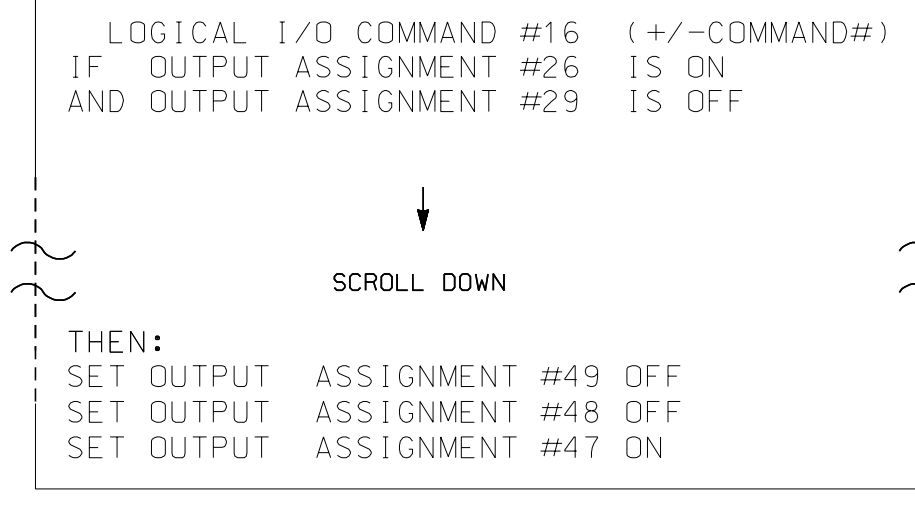 LOGICAL I/O COMMAND #16 (+/-COMMAND#)
IF OUTPUT ASSIGNMENT #26 IS ON
AND OUTPUT ASSIGNMENT #29 IS OFF
SCROLL DOWN
THEN:
SET OUTPUT ASSIGNMENT #49 OFF
SET OUTPUT ASSIGNMENT #48 OFF
SET OUTPUT ASSIGNMENT #47 ON